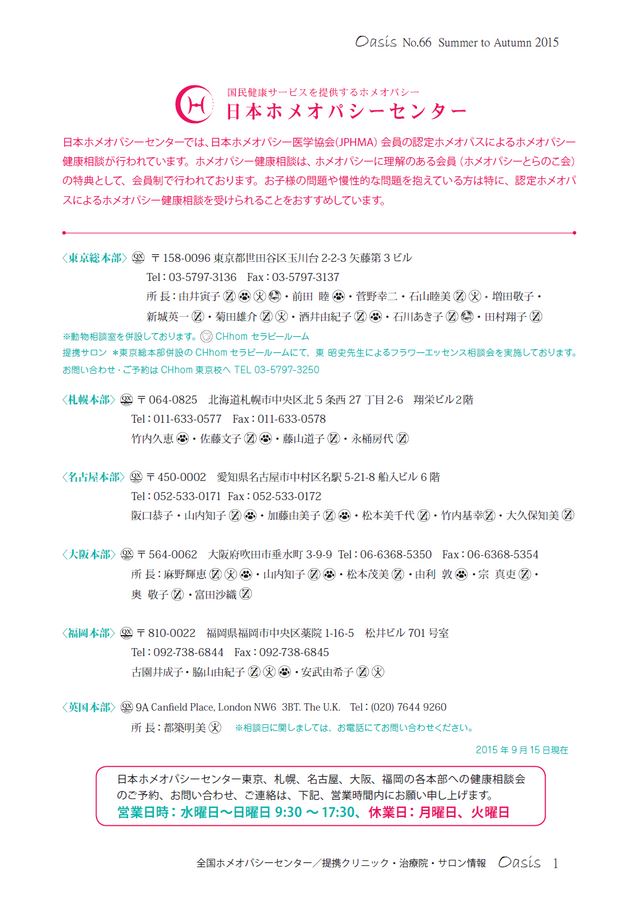 Oasis No.66 Summer to Autumn 2015
国民健康サービスを提供するホメオパシー
日本ホメオパシーセンター
日本ホメオパシーセンターでは、日本ホメオパシー医学協会(JPHMA) 会員の認定ホメオパスによるホメオパシー
健康相談が行われています。ホメオパシー健康相談は、ホメオパシーに理解のある会員（ホメオパシーとらのこ会）
の特典として、会員制で行われております。お子様の問題や慢性的な問題を抱えている方は特に、認定ホメオパ
スによるホメオパシー健康相談を受けられることをおすすめしています。
〈東京総本部〉 〒158-0096 東京都世田谷区玉川台 2-2-3 矢藤第 3 ビル
Tel : 03-5797-3136 Fax : 03-5797-3137
所 長 : 由井寅子・前田 睦・菅野幸二・石山睦美・増田敬子・
新城英一・菊田雄介・酒井由紀子・石川あき子・田村翔子
※動物相談室を併設しております。 CHhom セラピールーム
提携サロン ＊東京総本部併設の CHhom セラピールームにて、東 昭史先生によるフラワーエッセンス相談会を実施しております。
お問い合わせ・ご予約は CHhom 東京校へ TEL 03-5797-3250
〈札幌本部〉 〒 064-0825 北海道札幌市中央区北 5 条西 27 丁目 2-6 翔栄ビル2階
Tel : 011-633-0577 Fax : 011-633-0578
竹内久恵・佐藤文子・藤山道子・永桶房代
〈名古屋本部〉 〒 450-0002 愛知県名古屋市中村区名駅 5-21-8 船入ビル 6 階
Tel : 052-533-0171 Fax : 052-533-0172
阪口恭子・山内知子・加藤由美子・松本美千代・竹内基幸・大久保知美
〈大阪本部〉 〒 564-0062 大阪府吹田市垂水町 3-9-9 Tel : 06-6368-5350 Fax : 06-6368-5354
所 長 : 麻野輝恵・山内知子・松本茂美・由利 敦・宗 真吏・
奥 敬子・富田沙織
〈福岡本部〉 〒 810-0022 福岡県福岡市中央区薬院 1-16-5 松井ビル 701 号室
Tel : 092-738-6844 Fax : 092-738-6845
古園井成子・脇山由紀子・安武由希子
〈英国本部〉 9A Canfield Place, London NW6 3BT. The U.K. Tel : (020) 7644 9260
所 長 : 都築明美 ※相談日に関しましては、お電話にてお問い合わせください。
2015 年 9 月 15 日現在
日本ホメオパシーセンター東京、札幌、名古屋、大阪、福岡の各本部への健康相談会
のご予約、お問い合わせ、ご連絡は、下記、営業時間内にお願い申し上げます。
営業日時：水曜日〜日曜日 9:30 〜 17:30、休業日：月曜日、火曜日
全国ホメオパシーセンター／提携クリニック・治療院・サロン情報 Oasis 1